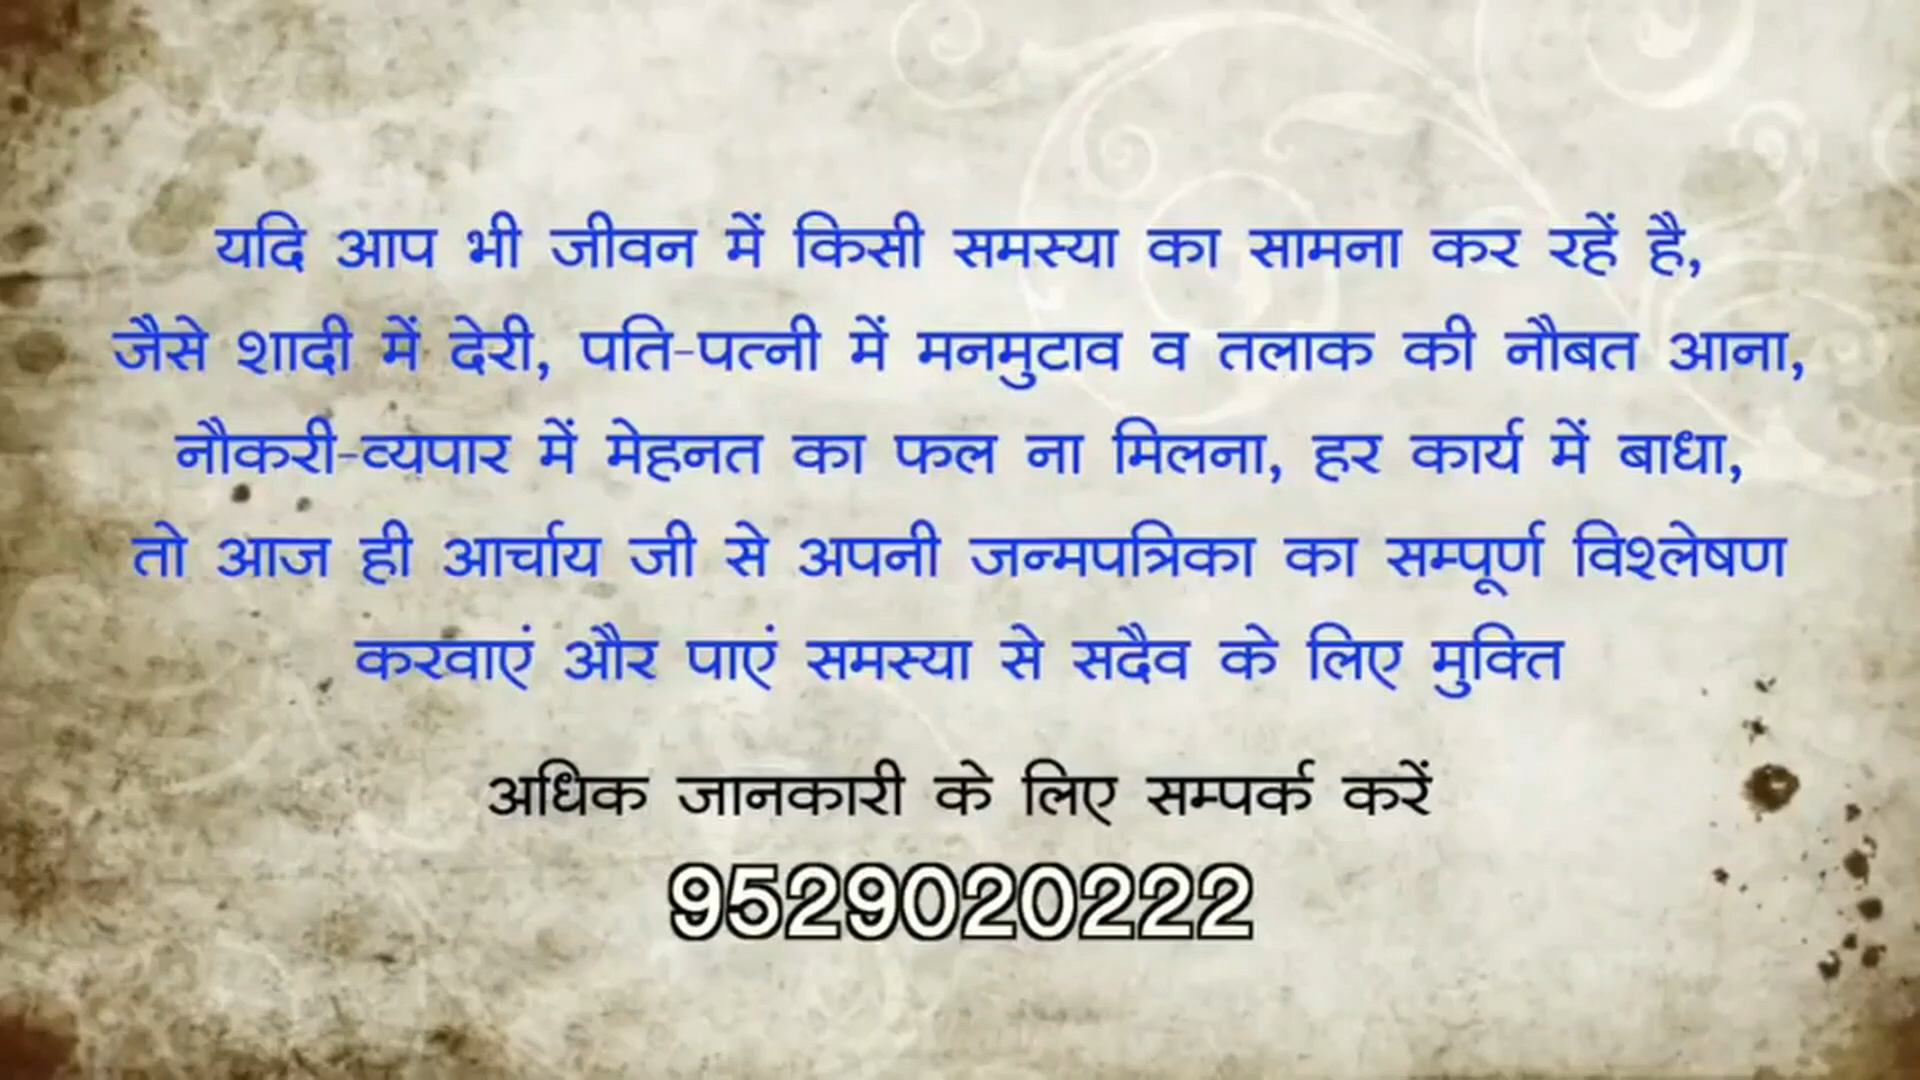 यदि आप भी जीवन में किसी समस्या का सामना कर रहें है,
जैसे शादी में देरी, पति-पत्नी में मनमुटाव व तलाक की नौबत आना,
नौकरी-व्यपार में मेहनत का फल ना मिलना, हर कार्य में बाधा,
तो आज ही आर्चाय जी से अपनी जन्मपत्रिका का सम्पूर्ण विश्लेषण
करवाएं और पाएं समस्या से सदैव के लिए मुक्ति
अधिक जानकारी के लिए सम्पर्क करें
9529020222